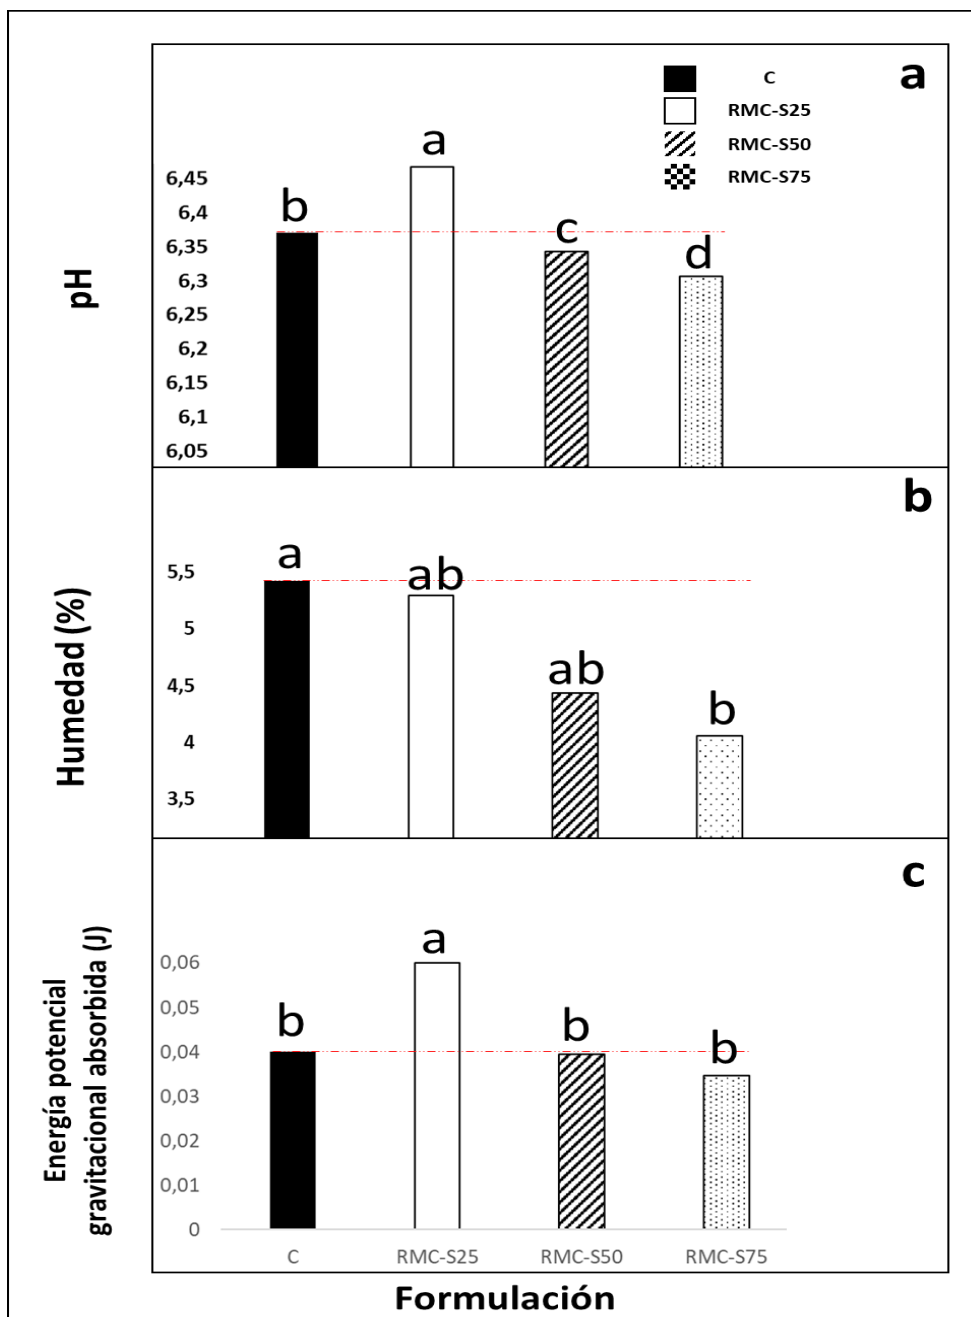 a
C
RMC-S25
RMC-S50
RMC-S75
pH
6,45
6,4
6,35
6,3
6,25
6,2
6,15
6,1
6,05
b
a
c
d
b
Humedad (%)
5,5
5
4,5
4
3,5
a
ab
ab
b
c
Energía potencial
gravitacional absorbida (J)
0,06
0,05
0,04
0,03
0,02
0,01
0
b
a
b
b
C
RMC-S25
RMC-S50
RMC-S75
Formulación